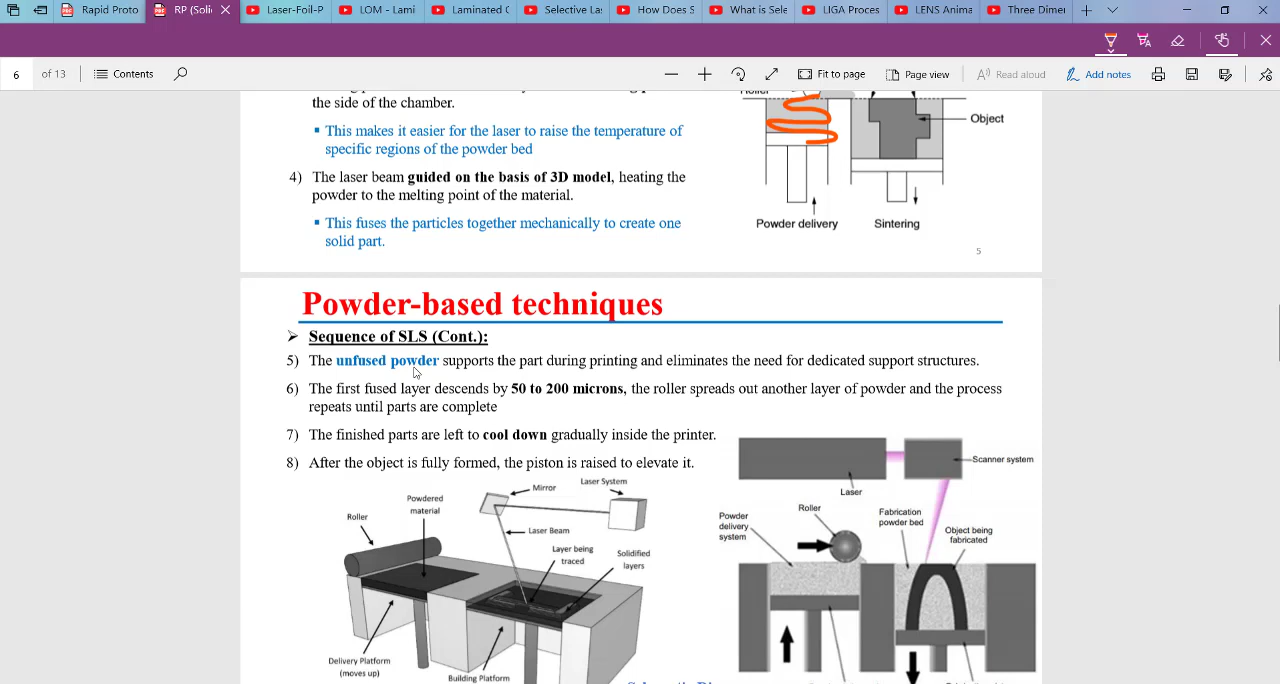 Rapid Proto
RP (Soli
Laser-Foil-P
LOM - Lami
Laminated O
Selective La
How Does S
What is Sele
LIGA Proces
LENS Anima
Three Dimen
6 of 13
Contents
Fit to page
Page view
Read aloud
Add notes
the side of the chamber.
This makes it easier for the laser to raise the temperature of
specific regions of the powder bed
4) The laser beam guided on the basis of 3D model, heating the
powder to the melting point of the material.
This fuses the particles together mechanically to create one
solid part.
Object
Powder delivery
Sintering
5
Powder-based techniques
Sequence of SLS (Cont.):
5) The unfused powder supports the part during printing and eliminates the need for dedicated support structures.
6) The first fused layer descends by 50 to 200 microns, the roller spreads out another layer of powder and the process
repeats until parts are complete
7) The finished parts are left to cool down gradually inside the printer.
8) After the object is fully formed, the piston is raised to elevate it.
Roller
Powdered
material
Mirror
Laser System
Laser Beam
Layer being
traced
Solidified
layers
Delivery Platform
(moves up)
Building Platform
Scanner system
Laser
Powder
delivery
system
Roller
Fabrication
powder bed
Object being
fabricated